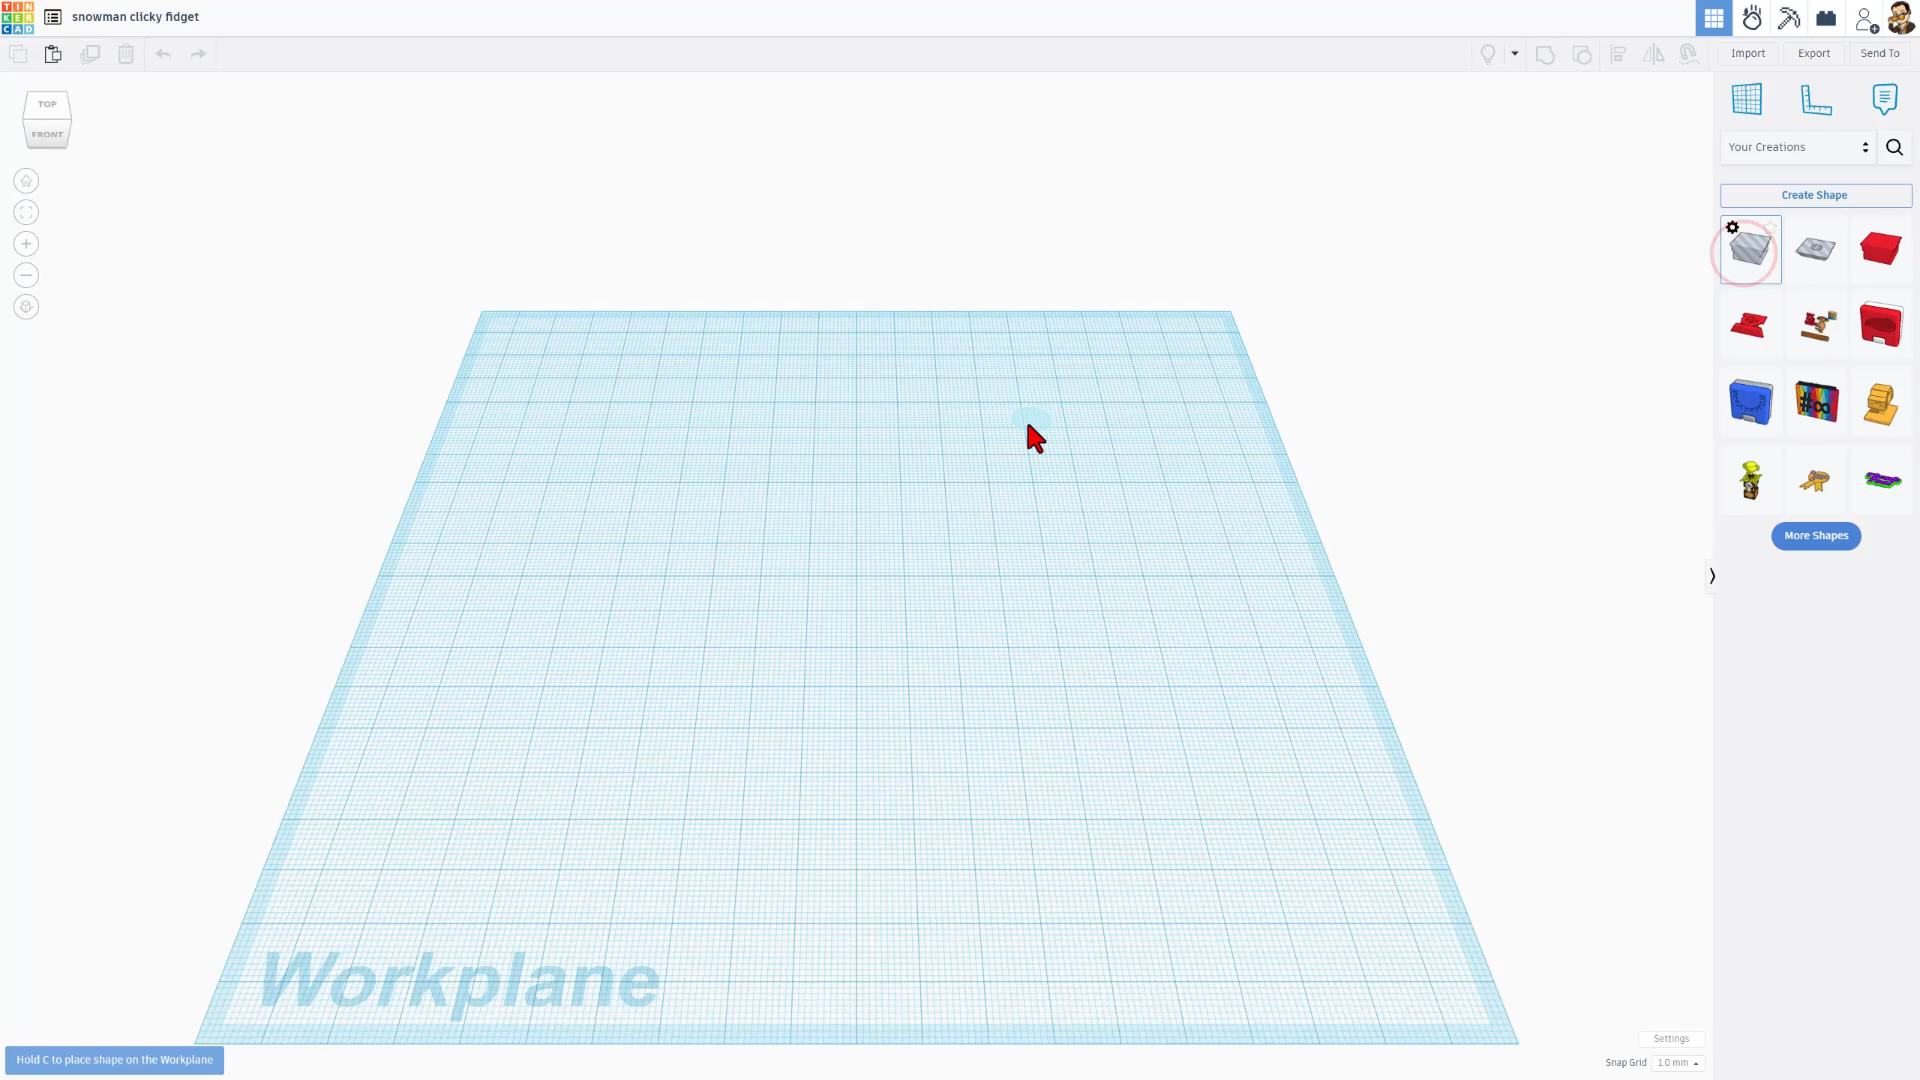 TIN
KER
CAD
snowman clicky fidget
Import
Export
Send To
TOP
FRONT
Your Creations
Create Shape
#∞
More Shapes
Workplane
Settings
Hold C to place shape on the Workplane
Snap Grid
1.0 mm